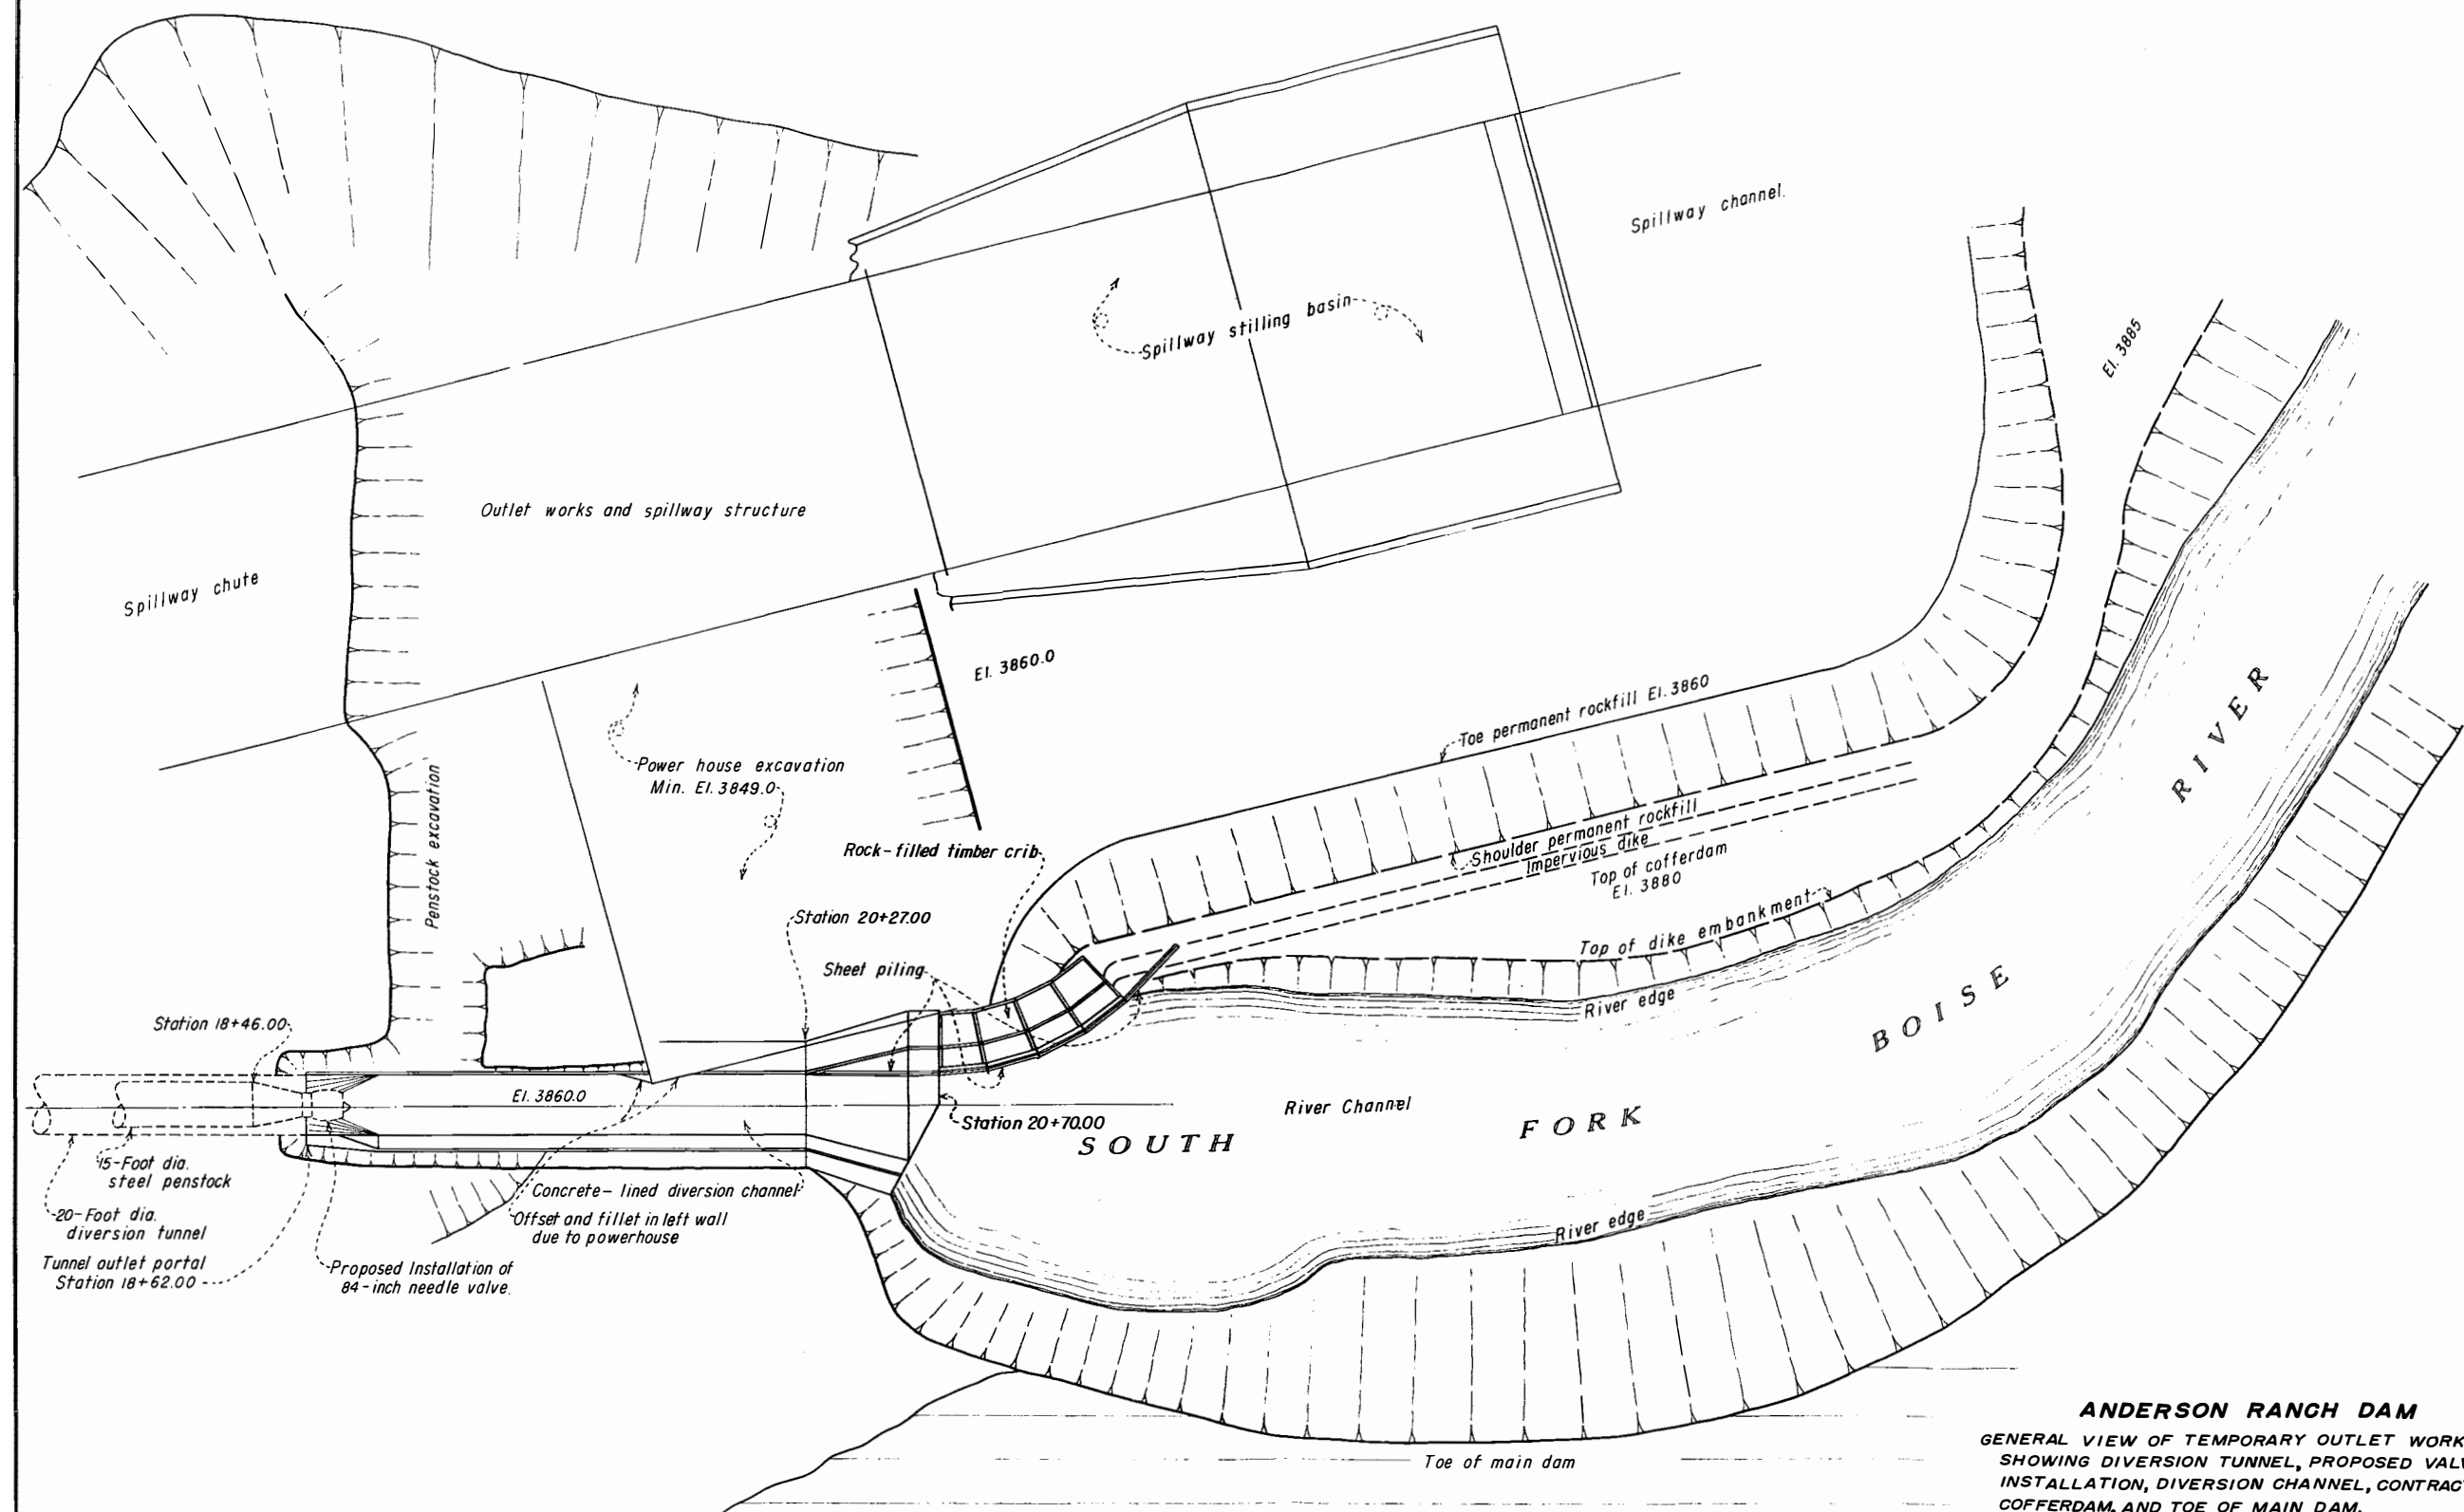 Spillway channel.
Spillway stilling basin
El. 3885
Outlet works and spillway structure
Spillway chute
El. 3860.0
Toe permanent rockfill El. 3860
Power house excavation
Min. El. 3849.0
Penstock excavation
Rock-filled timber crib
Shoulder permanent rockfill
Impervious dike
Top of cofferdam
El. 3880
Top of dike embankment
Station 20+27.00
Sheet piling
River edge
Station 18+46.00
El. 3860.0
Station 20+70.00
River Channel
SOUTH FORK BOISE RIVER
15-Foot dia.
steel penstock
20-Foot dia.
diversion tunnel
Tunnel outlet portal
Station 18+62.00
Concrete-lined diversion channel
Offset and fillet in left wall
due to powerhouse
Proposed Installation of
84-inch needle valve.
River edge
Toe of main dam
ANDERSON RANCH DAM
GENERAL VIEW OF TEMPORARY OUTLET WORK
SHOWING DIVERSION TUNNEL, PROPOSED VAL
INSTALLATION, DIVERSION CHANNEL, CONTRAC
COFFERDAM, AND TOE OF MAIN DAM.